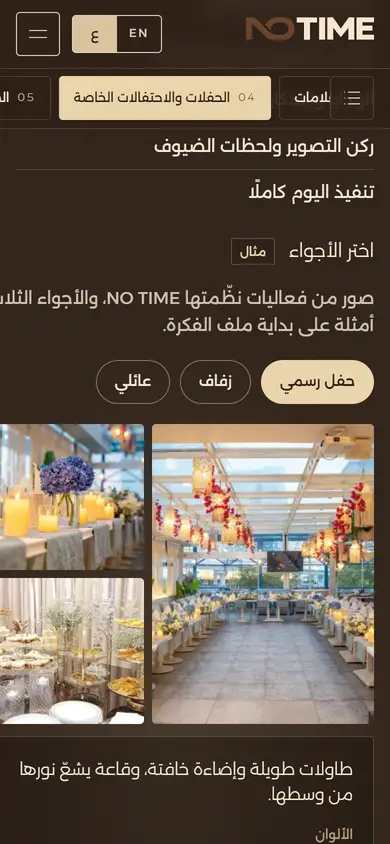 NOTIME
ع EN
علامات
04 الحفلات والاحتفالات الخاصة
05
ركن التصوير ولحظات الضيوف
تنفيذ اليوم كاملًا
اختر الأجواء مثال
صور من فعاليات نظّمتها NO TIME، والأجواء
أمثلة على بداية ملف الفكرة.
حفل رسمي زفاف عائلي
طاولات طويلة وإضاءة خافتة، وقاعة يشعّ نورها
من وسطها.
الألوان